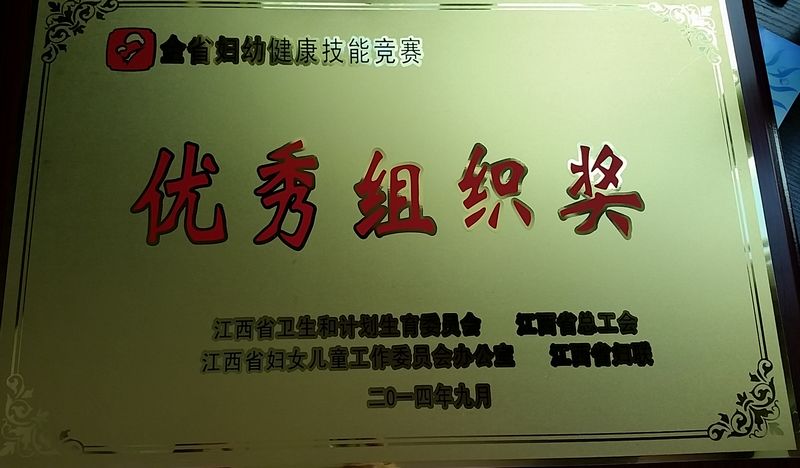 全省妇幼健康技能竞赛
优秀组织奖
江西省卫生和计划生育委员会 江西省总工会
江西省妇女儿童工作委员会办公室 江西省妇联
二0一四年九月